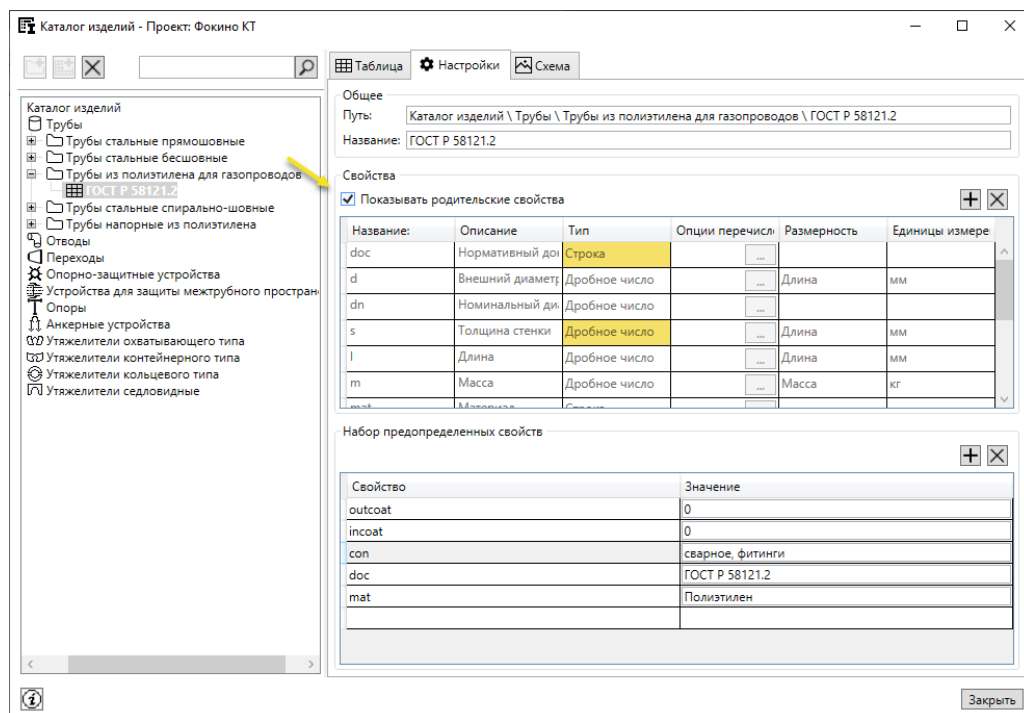 Каталог изделий - Проект: Фокино КТ
Таблица
Настройки
Схема
Каталог изделий
Трубы
Трубы стальные прямошовные
Трубы стальные бесшовные
Трубы из полиэтилена для газопроводов
ГОСТ Р 58121.2
Трубы стальные спирально-шовные
Трубы напорные из полиэтилена
Отводы
Переходы
Опорно-защитные устройства
Устройства для защиты межтрубного простран
Опоры
Анкерные устройства
Утяжелители охватывающего типа
Утяжелители контейнерного типа
Утяжелители кольцевого типа
Утяжелители седловидные
Общее
Путь: Каталог изделий \ Трубы \ Трубы из полиэтилена для газопроводов \ ГОСТ Р 58121.2
Название: ГОСТ Р 58121.2
Свойства
Показывать родительские свойства
Название: Описание Тип Опции перечисл Размерность Единицы измере
doc Нормативный до Строка ...
d Внешний диамет Дробное число ... Длина мм
dn Номинальный ди Дробное число ...
s Толщина стенки Дробное число ... Длина мм
l Длина Дробное число ... Длина мм
m Масса Дробное число ... Масса кг
mat Материал Строка
Набор предопределенных свойств
Свойство Значение
outcoat 0
incoat 0
con сварное, фитинги
doc ГОСТ Р 58121.2
mat Полиэтилен
Закрыть